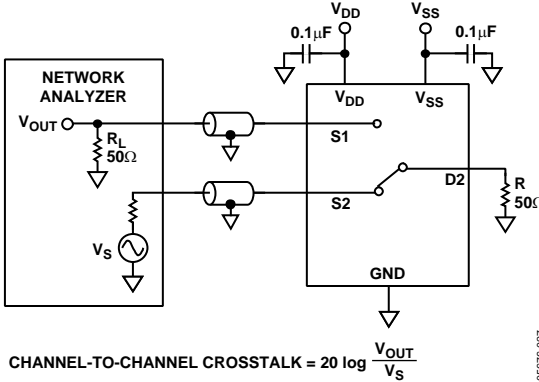 VDD
VSS
0.1µF
0.1µF
NETWORK
ANALYZER
VDD
VSS
VOUT
RL
50Ω
S1
S2
D2
R
50Ω
VS
GND
CHANNEL-TO-CHANNEL CROSSTALK = 20 log VOUT
VS